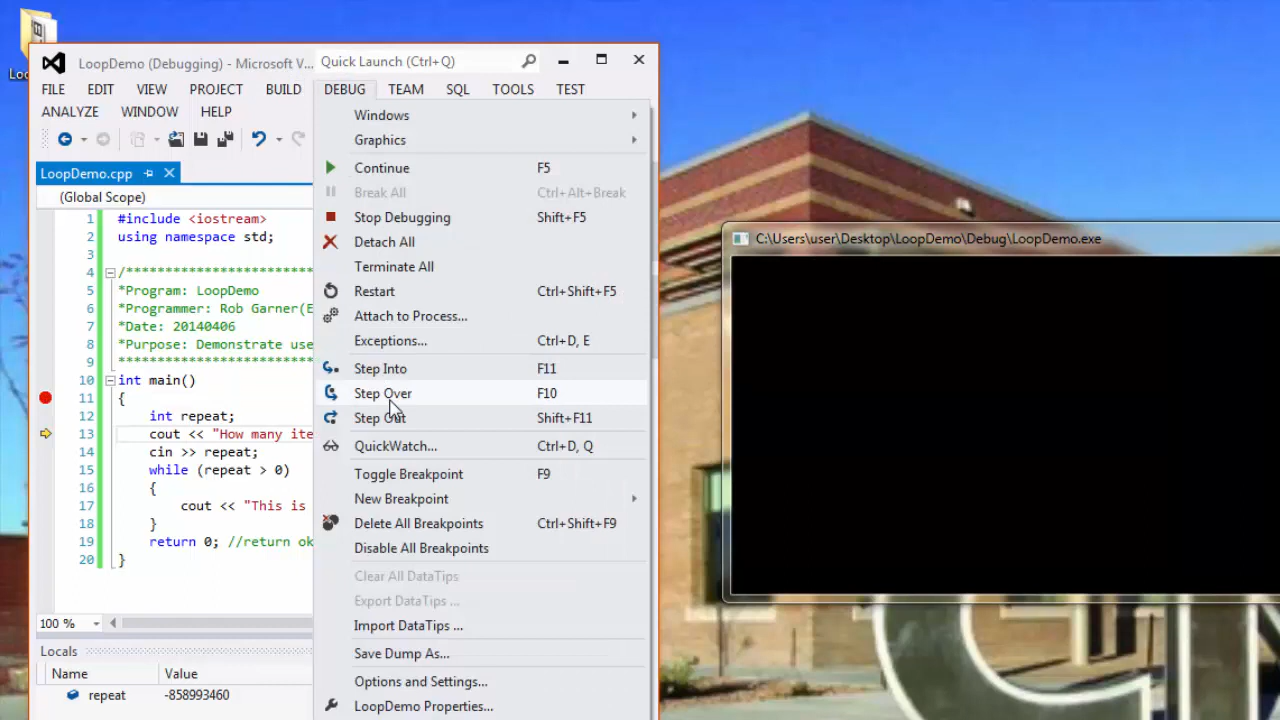 Lo
LoopDemo (Debugging) - Microsoft V...
Quick Launch (Ctrl+Q)
FILE EDIT VIEW PROJECT BUILD DEBUG TEAM SQL TOOLS TEST
ANALYZE WINDOW HELP
LoopDemo.cpp
(Global Scope)
1 #include <iostream>
2 using namespace std;
3
4 /************************
5 *Program: LoopDemo
6 *Programmer: Rob Garner(E
7 *Date: 20140406
8 *Purpose: Demonstrate use
9 *************************
10 int main()
11 {
12 int repeat;
13 cout << "How many ite
14 cin >> repeat;
15 while (repeat > 0)
16 {
17 cout << "This is
18 }
19 return 0; //return ok
20 }
100 %
Locals
Name Value
repeat -858993460
Windows
Graphics
Continue F5
Break All Ctrl+Alt+Break
Stop Debugging Shift+F5
Detach All
Terminate All
Restart Ctrl+Shift+F5
Attach to Process...
Exceptions... Ctrl+D, E
Step Into F11
Step Over F10
Step Out Shift+F11
QuickWatch... Ctrl+D, Q
Toggle Breakpoint F9
New Breakpoint
Delete All Breakpoints Ctrl+Shift+F9
Disable All Breakpoints
Clear All DataTips
Export DataTips ...
Import DataTips ...
Save Dump As...
Options and Settings...
LoopDemo Properties...
C:\Users\user\Desktop\LoopDemo\Debug\LoopDemo.exe